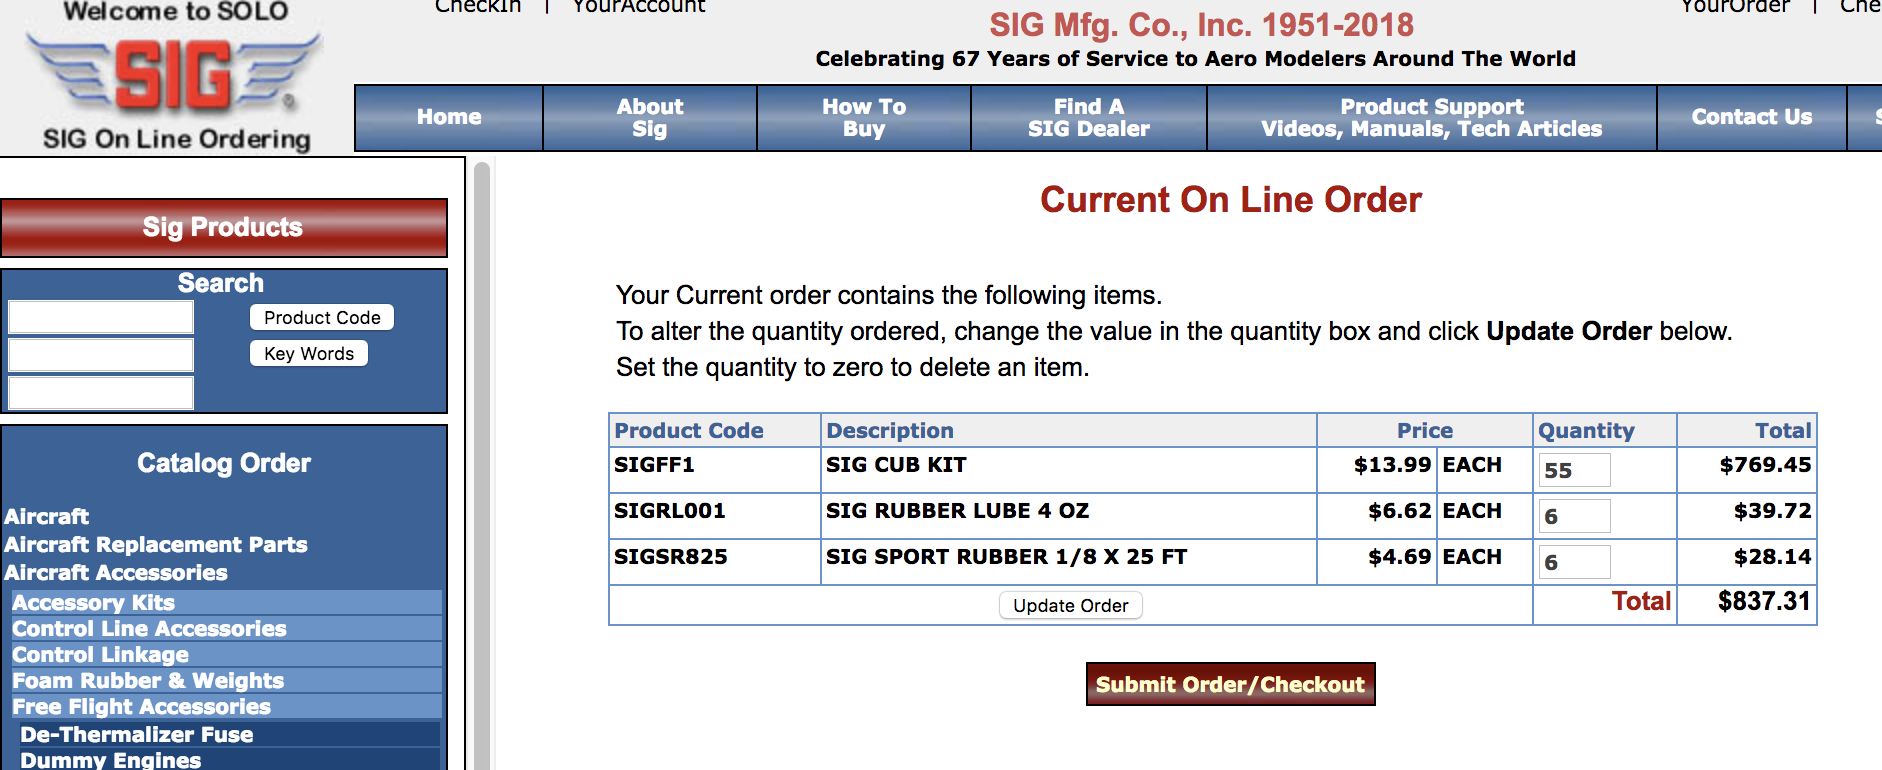 Welcome to SOLO
SIG
®
SIG On Line Ordering
CheckIn | YourAccount
SIG Mfg. Co., Inc. 1951-2018
Celebrating 67 Years of Service to Aero Modelers Around The World
YourOrder |
Home
About
Sig
How To
Buy
Find A
SIG Dealer
Product Support
Videos, Manuals, Tech Articles
Contact Us
Sig Products
Search
Product Code
Key Words
Catalog Order
Aircraft
Aircraft Replacement Parts
Aircraft Accessories
Accessory Kits
Control Line Accessories
Control Linkage
Foam Rubber & Weights
Free Flight Accessories
De-Thermalizer Fuse
Dummy Engines
Current On Line Order
Your Current order contains the following items.
To alter the quantity ordered, change the value in the quantity box and click Update Order below.
Set the quantity to zero to delete an item.
Product Code Description Price Quantity Total
SIGFF1 SIG CUB KIT $13.99 EACH 55 $769.45
SIGRL001 SIG RUBBER LUBE 4 OZ $6.62 EACH 6 $39.72
SIGSR825 SIG SPORT RUBBER 1/8 X 25 FT $4.69 EACH 6 $28.14
Update Order Total $837.31
Submit Order/Checkout